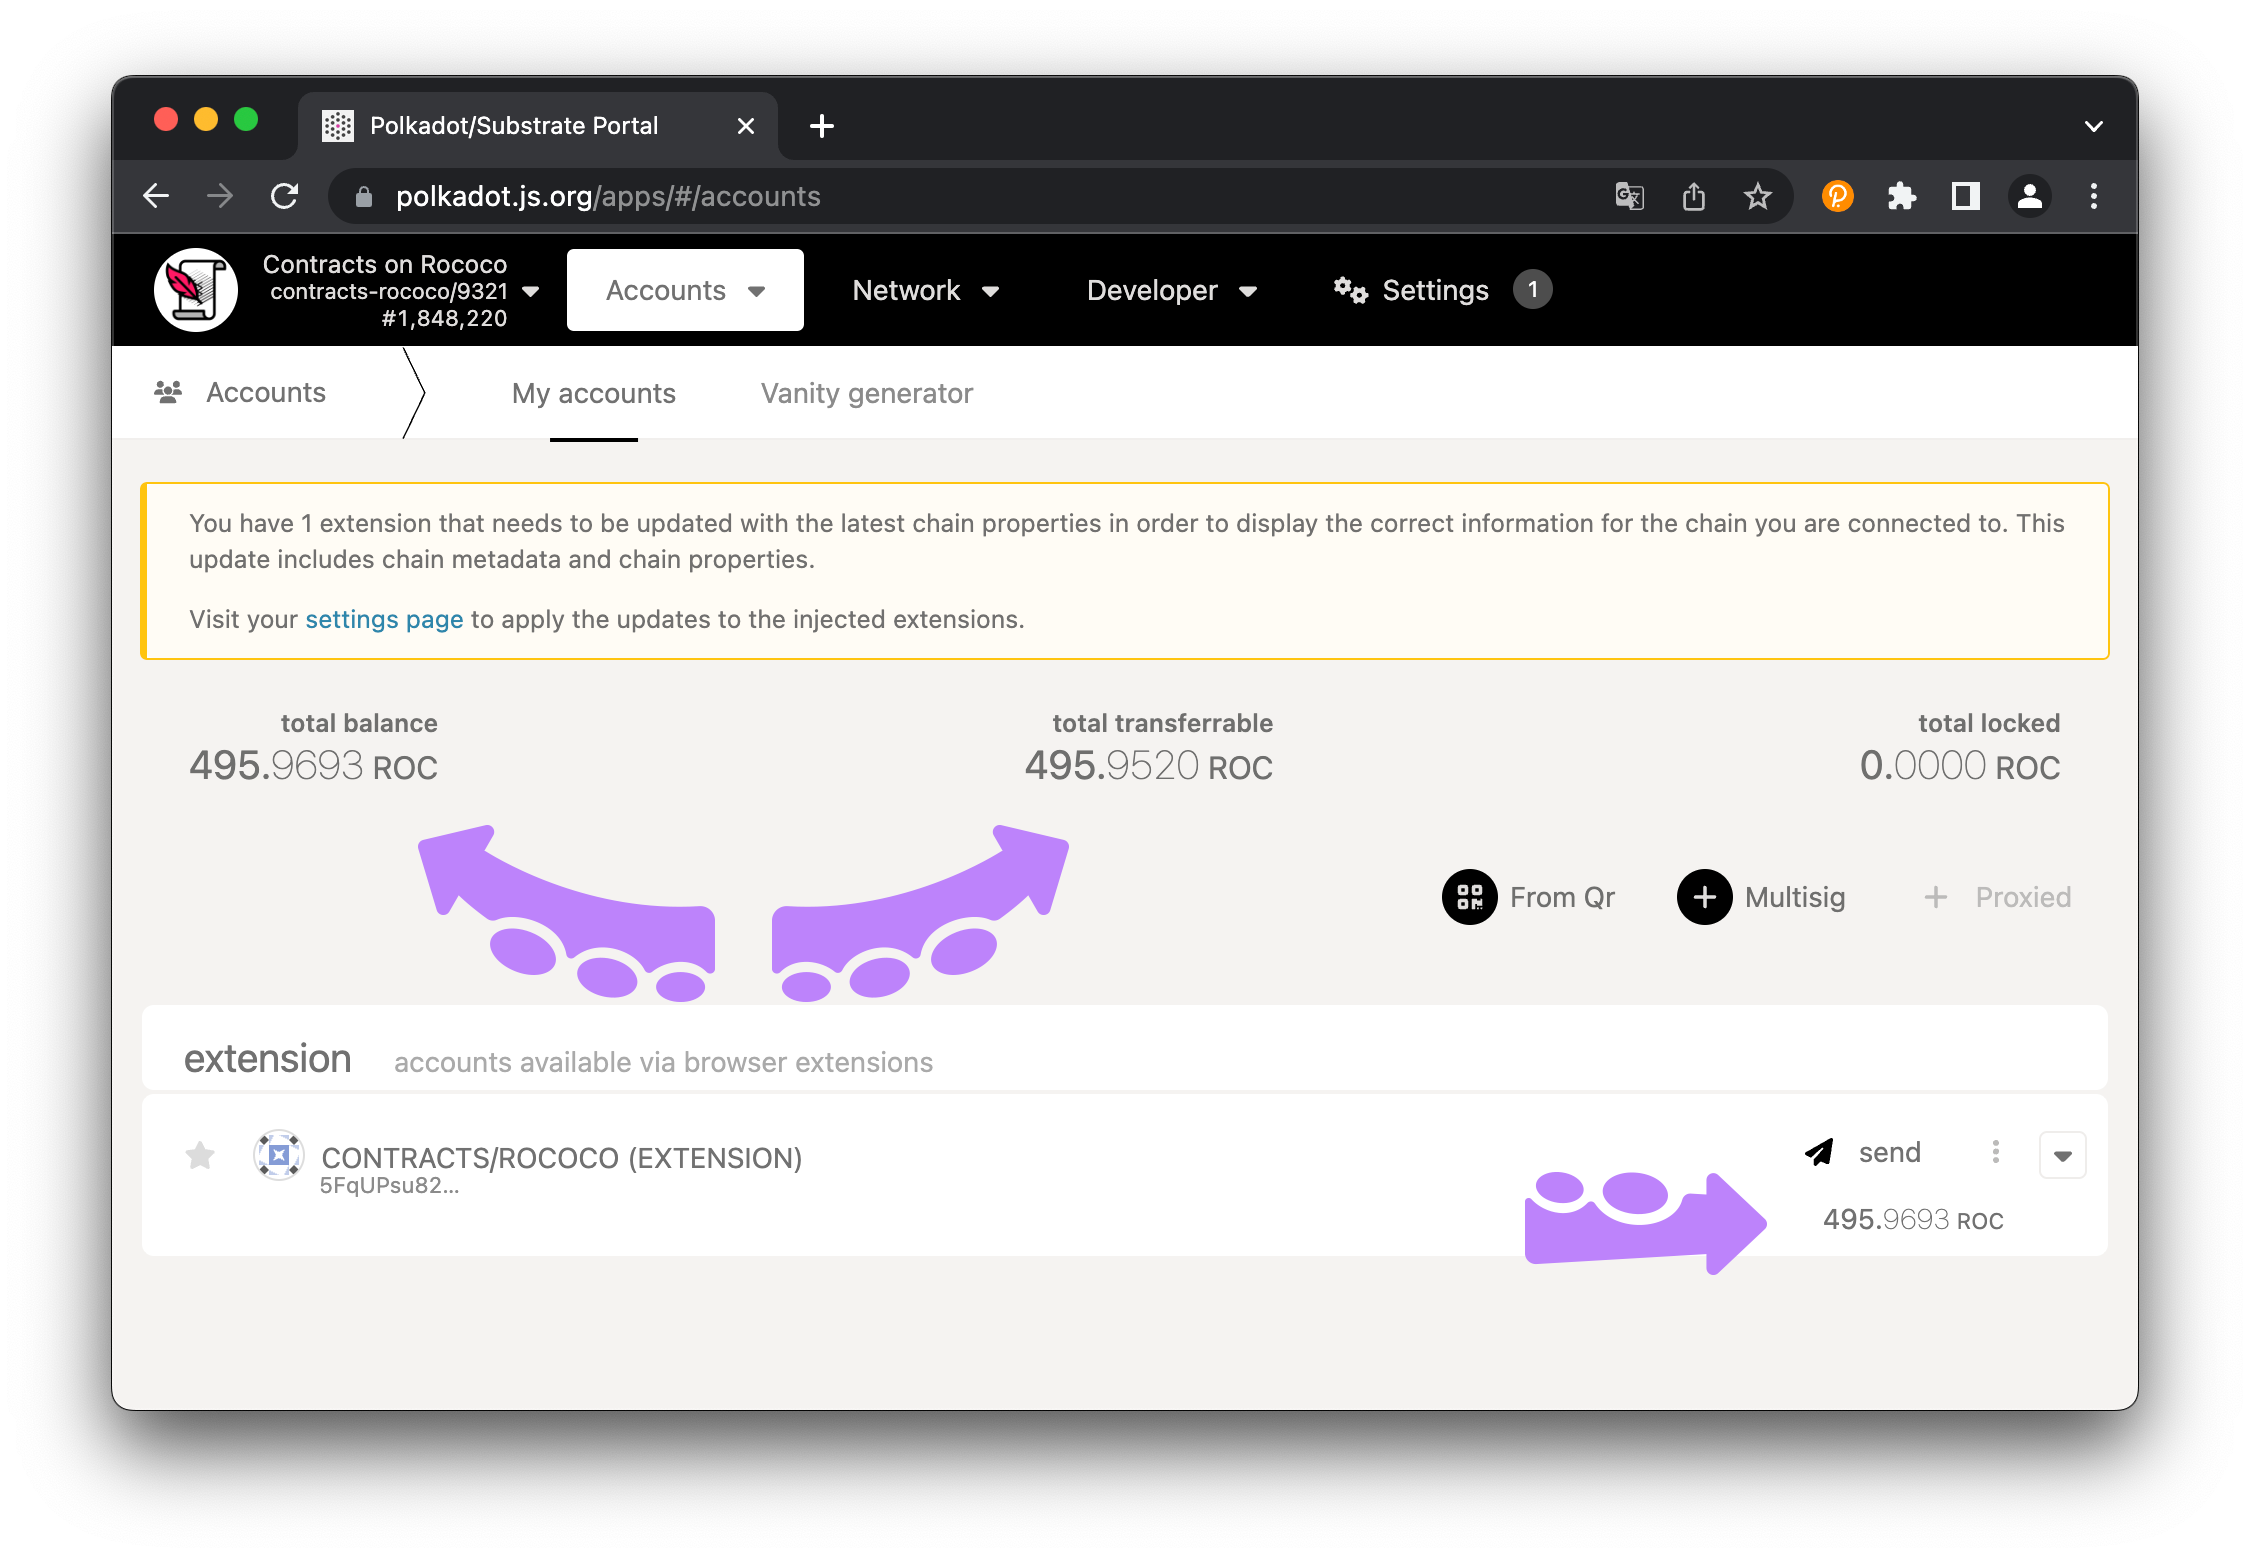 Polkadot/Substrate Portal
polkadot.js.org/apps/#/accounts
Contracts on Rococo
contracts-rococo/9321
#1,848,220
Accounts
Network
Developer
Settings
1
Accounts
My accounts
Vanity generator
You have 1 extension that needs to be updated with the latest chain properties in order to display the correct information for the chain you are connected to. This
update includes chain metadata and chain properties.
Visit your settings page to apply the updates to the injected extensions.
total balance
495.9693 ROC
total transferrable
495.9520 ROC
total locked
0.0000 ROC
From Qr
Multisig
Proxied
extension
accounts available via browser extensions
CONTRACTS/ROCOCO (EXTENSION)
5FqUPsu82...
send
495.9693 ROC